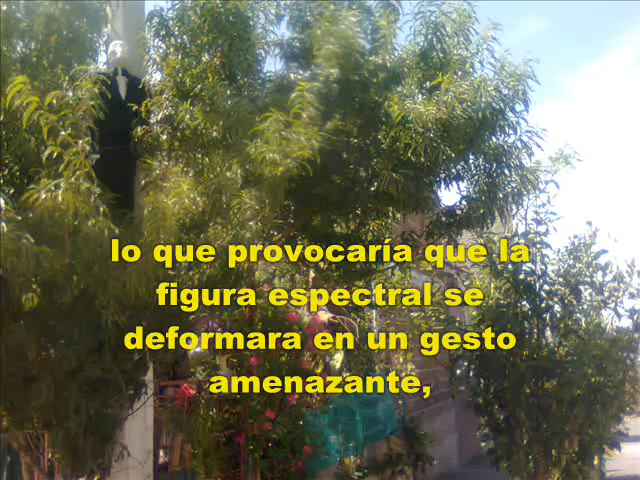 lo que provocaría que la
figura espectral se
deformara en un gesto
amenazante,